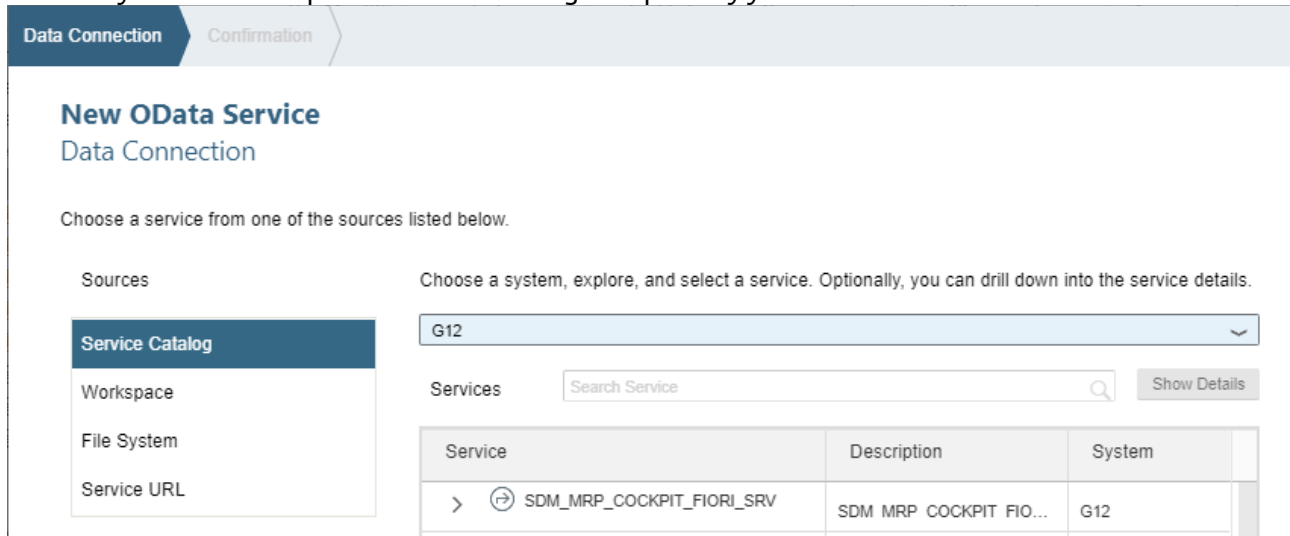 Data Connection Confirmation
New OData Service
Data Connection
Choose a service from one of the sources listed below.
Sources
Service Catalog
Workspace
File System
Service URL
Choose a system, explore, and select a service. Optionally, you can drill down into the service details.
G12
Services Search Service Show Details
Service Description System
SDM_MRP_COCKPIT_FIORI_SRV SDM MRP COCKPIT FIO... G12